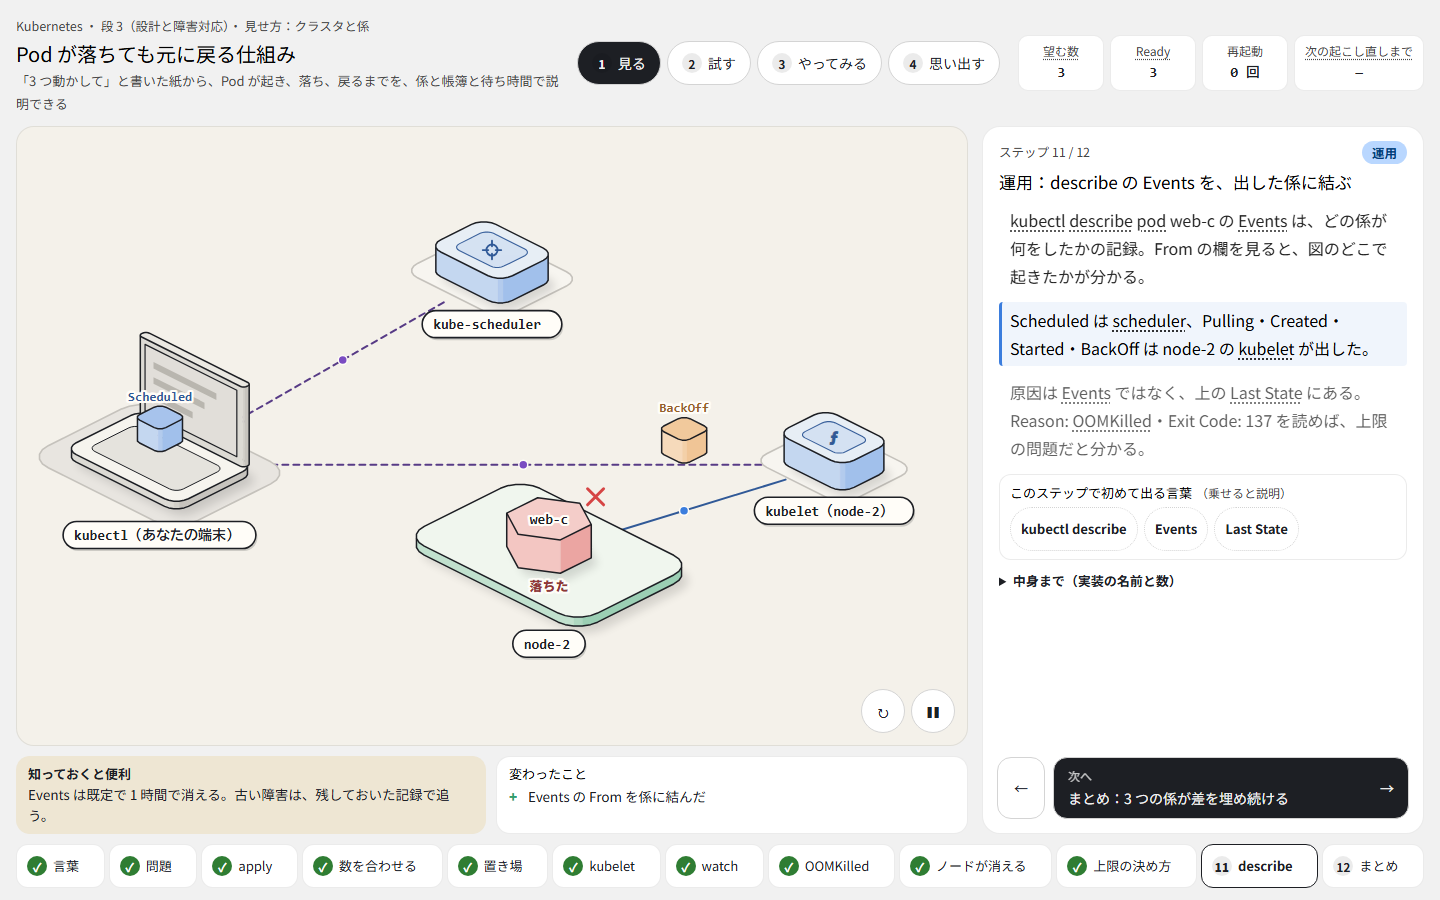 Kubernetes ・ 段 3（設計と障害対応）・ 見せ方：クラスタと係
Pod が落ちても元に戻る仕組み
「3 つ動かして」と書いた紙から、Pod が起き、落ち、戻るまでを、係と帳簿と待ち時間で説
明できる
1 見る
2 試す
3 やってみる
4 思い出す
望む数
3
Ready
3
再起動
0 回
次の起こし直しまで
—
kube-scheduler
Scheduled
BackOff
kubectl（あなたの端末）
kubelet（node-2）
web-c
落ちた
node-2
ステップ 11 / 12
運用
運用：describe の Events を、出した係に結ぶ
kubectl describe pod web-c の Events は、どの係が
何をしたかの記録。From の欄を見ると、図のどこで
起きたかが分かる。
Scheduled は scheduler、Pulling・Created・
Started・BackOff は node-2 の kubelet が出した。
原因は Events ではなく、上の Last State にある。
Reason: OOMKilled・Exit Code: 137 を読めば、上限
の問題だと分かる。
このステップで初めて出る言葉 （乗せると説明）
kubectl describe
Events
Last State
▶ 中身まで（実装の名前と数）
←
次へ
まとめ：3 つの係が差を埋め続ける
→
知っておくと便利
Events は既定で 1 時間で消える。古い障害は、残しておいた記録で追
う。
変わったこと
+ Events の From を係に結んだ
✓ 言葉
✓ 問題
✓ apply
✓ 数を合わせる
✓ 置き場
✓ kubelet
✓ watch
✓ OOMKilled
✓ ノードが消える
✓ 上限の決め方
11 describe
12 まとめ